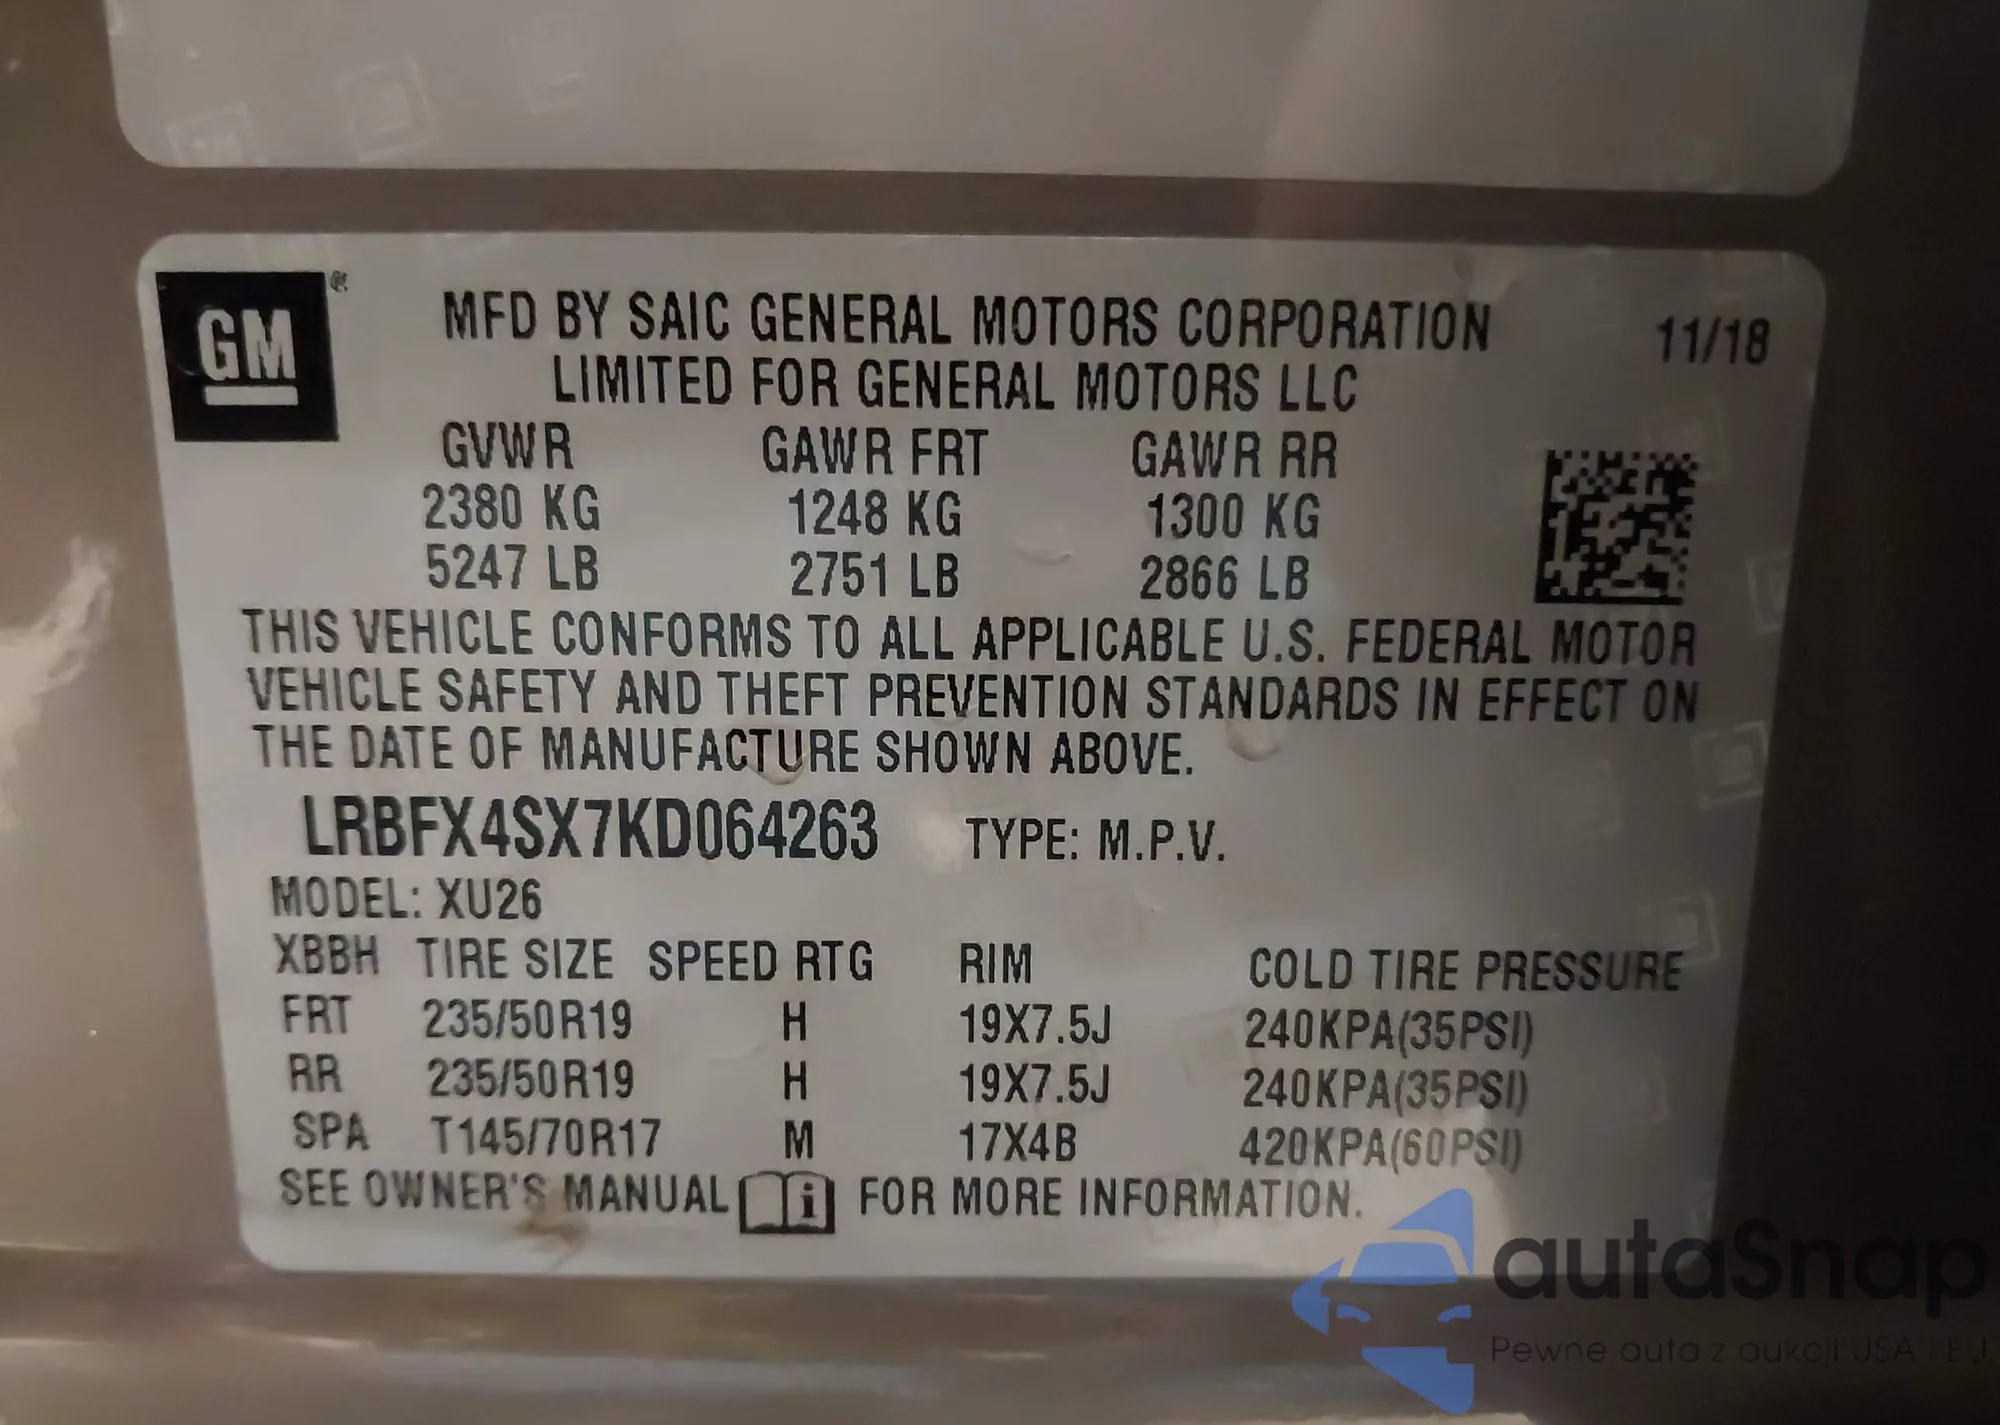 GM®
MFD BY SAIC GENERAL MOTORS CORPORATION 11/18
LIMITED FOR GENERAL MOTORS LLC
GVWR GAWR FRT GAWR RR
2380 KG 1248 KG 1300 KG
5247 LB 2751 LB 2866 LB
THIS VEHICLE CONFORMS TO ALL APPLICABLE U.S. FEDERAL MOTOR
VEHICLE SAFETY AND THEFT PREVENTION STANDARDS IN EFFECT ON
THE DATE OF MANUFACTURE SHOWN ABOVE.
LRBFX4SX7KD064263 TYPE: M.P.V.
MODEL: XU26
XBBH TIRE SIZE SPEED RTG RIM COLD TIRE PRESSURE
FRT 235/50R19 H 19X7.5J 240KPA(35PSI)
RR 235/50R19 H 19X7.5J 240KPA(35PSI)
SPA T145/70R17 M 17X4B 420KPA(60PSI)
SEE OWNER'S MANUAL i FOR MORE INFORMATION.
autaSnap
Pewne auta z aukcji USA i EU